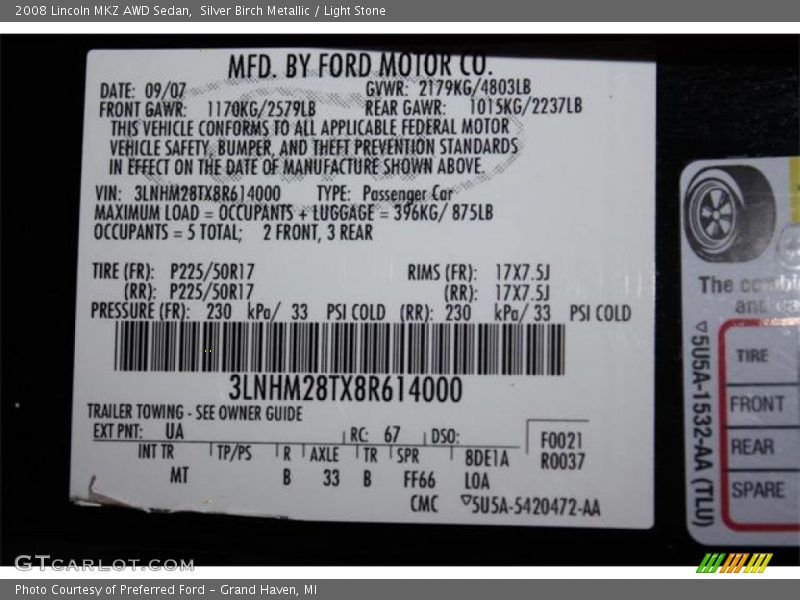 2008 Lincoln MKZ AWD Sedan,  Silver Birch Metallic / Light Stone
MFD. BY FORD MOTOR CO.
DATE: 09/07 GVWR: 2179KG/4803LB
FRONT GAWR: 1170KG/2579LB REAR GAWR: 1015KG/2237LB
THIS VEHICLE CONFORMS TO ALL APPLICABLE FEDERAL MOTOR
VEHICLE SAFETY, BUMPER, AND THEFT PREVENTION STANDARDS
IN EFFECT ON THE DATE OF MANUFACTURE SHOWN ABOVE.
VIN: 3LNHM28TX8R614000 TYPE: Passenger Car
MAXIMUM LOAD = OCCUPANTS + LUGGAGE = 396KG/ 875LB
OCCUPANTS = 5 TOTAL; 2 FRONT, 3 REAR
TIRE (FR): P225/50R17 RIMS (FR): 17X7.5J
(RR): P225/50R17 (RR): 17X7.5J
PRESSURE (FR): 230 kPa/ 33 PSI COLD (RR): 230 kPa/ 33 PSI COLD
3LNHM28TX8R614000
TRAILER TOWING - SEE OWNER GUIDE
EXT PNT: UA RC: 67 DSO: F0021
R0037
INT TR TP/PS R AXLE TR SPR 8DE1A
MT B 33 B FF66 LOA
CMC ▽5U5A-5420472-AA
The
TIRE
FRONT
REAR
SPARE
▽5U5A-1532-AA (TLU)
GTCarLot.com
Photo Courtesy of Preferred Ford – Grand Haven, MI